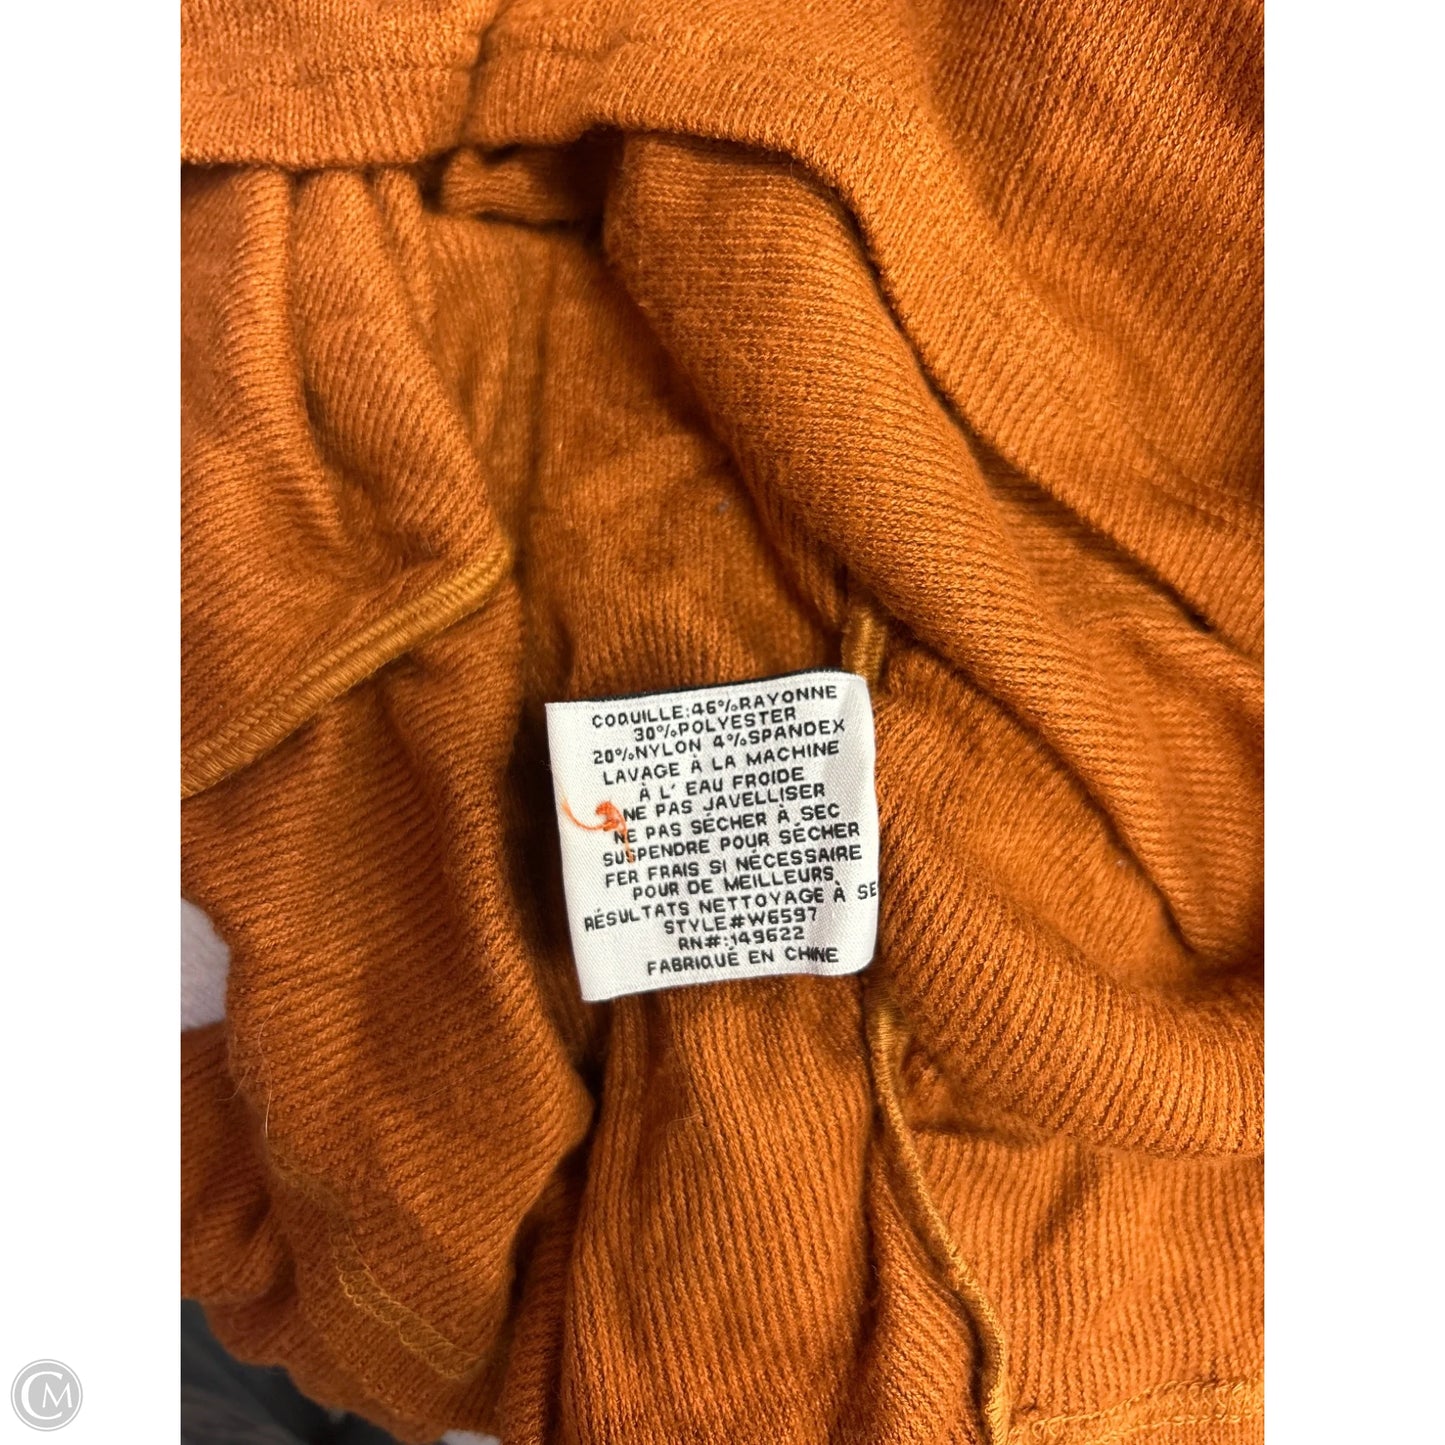 COQUILLE:46%RAYONNE
30%POLYESTER
20%NYLON 4%SPANDEX
LAVAGE À LA MACHINE
À L' EAU FROIDE
NE PAS JAVELLISER
NE PAS SÉCHER À SEC
SUSPENDRE POUR SÉCHER
FER FRAIS SI NÉCESSAIRE
POUR DE MEILLEURS
RÉSULTATS NETTOYAGE À SE
STYLE#W6597
RN#:149622
FABRIQUÉ EN CHINE
CM